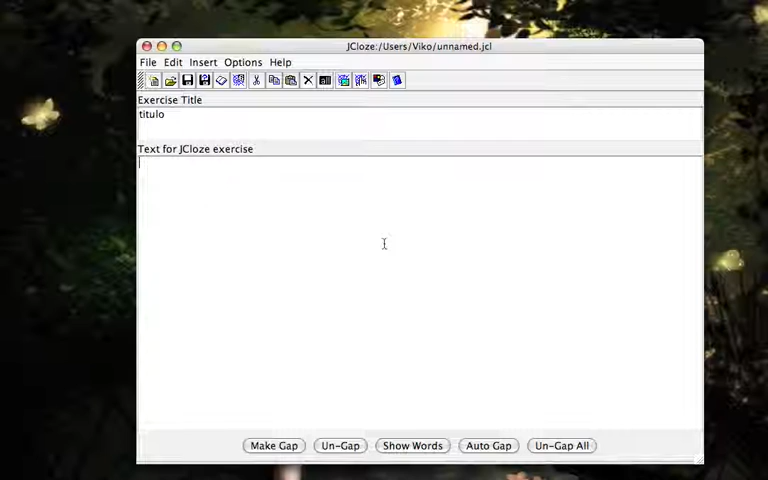 JCloze:/Users/Viko/unnamed.jcl
File Edit Insert Options Help
Exercise Title
titulo
Text for JCloze exercise
Make Gap Un-Gap Show Words Auto Gap Un-Gap All